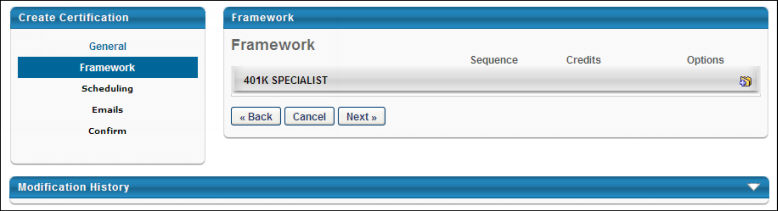 Create Certification
General
Framework
Scheduling
Emails
Confirm
Framework
Framework
Sequence Credits Options
401K SPECIALIST
« Back Cancel Next »
Modification History